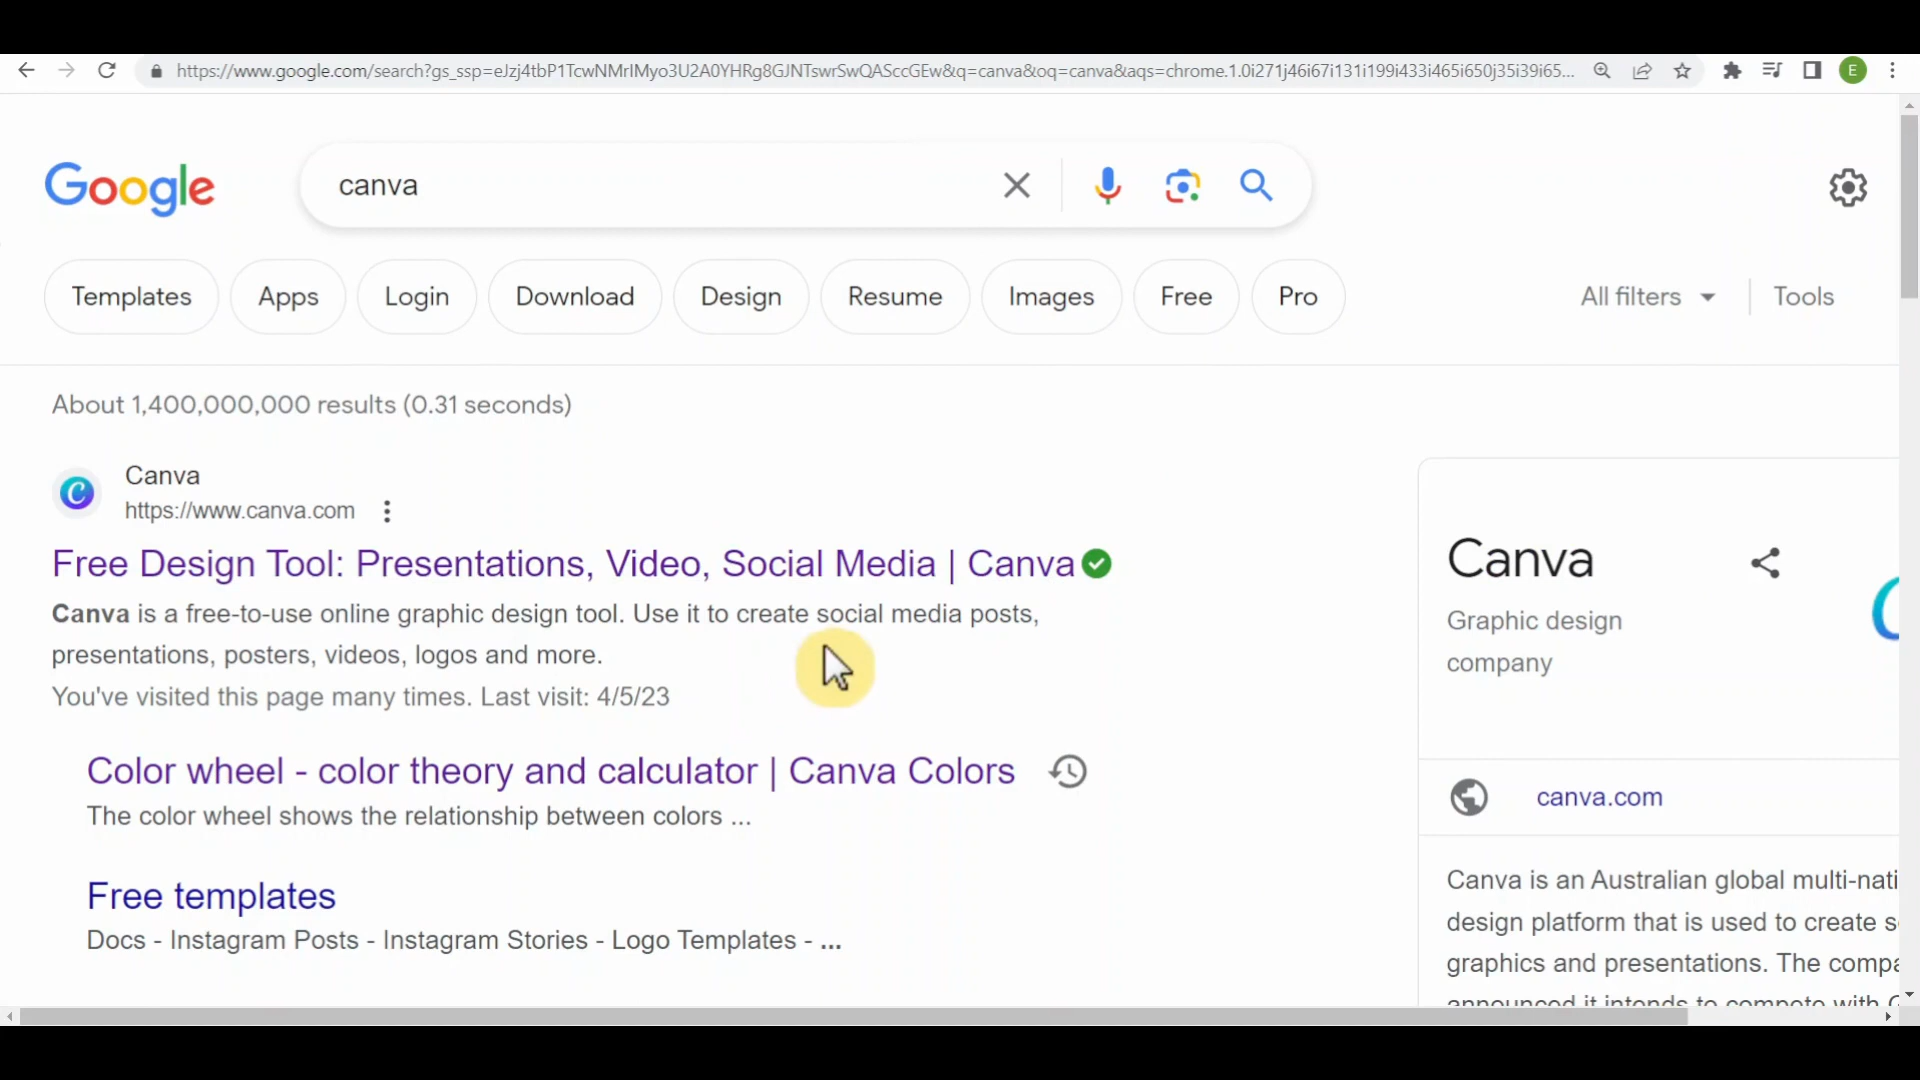 https://www.google.com/search?gs_ssp=eJzj4tbP1TcwNMrIMyo3U2A0YHRg8GJNTswrSwQASccGEw&q=canva&oq=canva&aqs=chrome.1.0i271j46i67i131i199i433i465i650j35i39i65...
E
Google
canva
Templates
Apps
Login
Download
Design
Resume
Images
Free
Pro
All filters
Tools
About 1,400,000,000 results (0.31 seconds)
Canva
https://www.canva.com
Free Design Tool: Presentations, Video, Social Media | Canva
Canva is a free-to-use online graphic design tool. Use it to create social media posts,
presentations, posters, videos, logos and more.
You've visited this page many times. Last visit: 4/5/23
Color wheel - color theory and calculator | Canva Colors
The color wheel shows the relationship between colors ...
Free templates
Docs - Instagram Posts - Instagram Stories - Logo Templates - ...
Canva
Graphic design
company
canva.com
Canva is an Australian global multi-nati
design platform that is used to create s
graphics and presentations. The compa
announced it intends to compete with